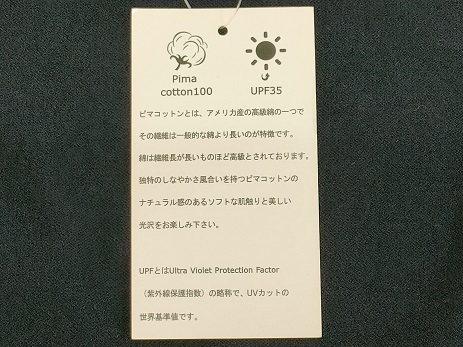 Pima
cotton100
UPF35
ピマコットンとは、アメリカ産の高級綿の一つで
その繊維は一般的な綿より長いのが特徴です。
綿は繊維長が長いものほど高級とされております。
独特のしなやかさ風合いを持つピマコットンの
ナチュラル感のあるソフトな肌触りと美しい
光沢をお楽しみ下さい。
UPFとはUltra Violet Protection Factor
（紫外線保護指数）の略称で、UVカットの
世界基準値です。